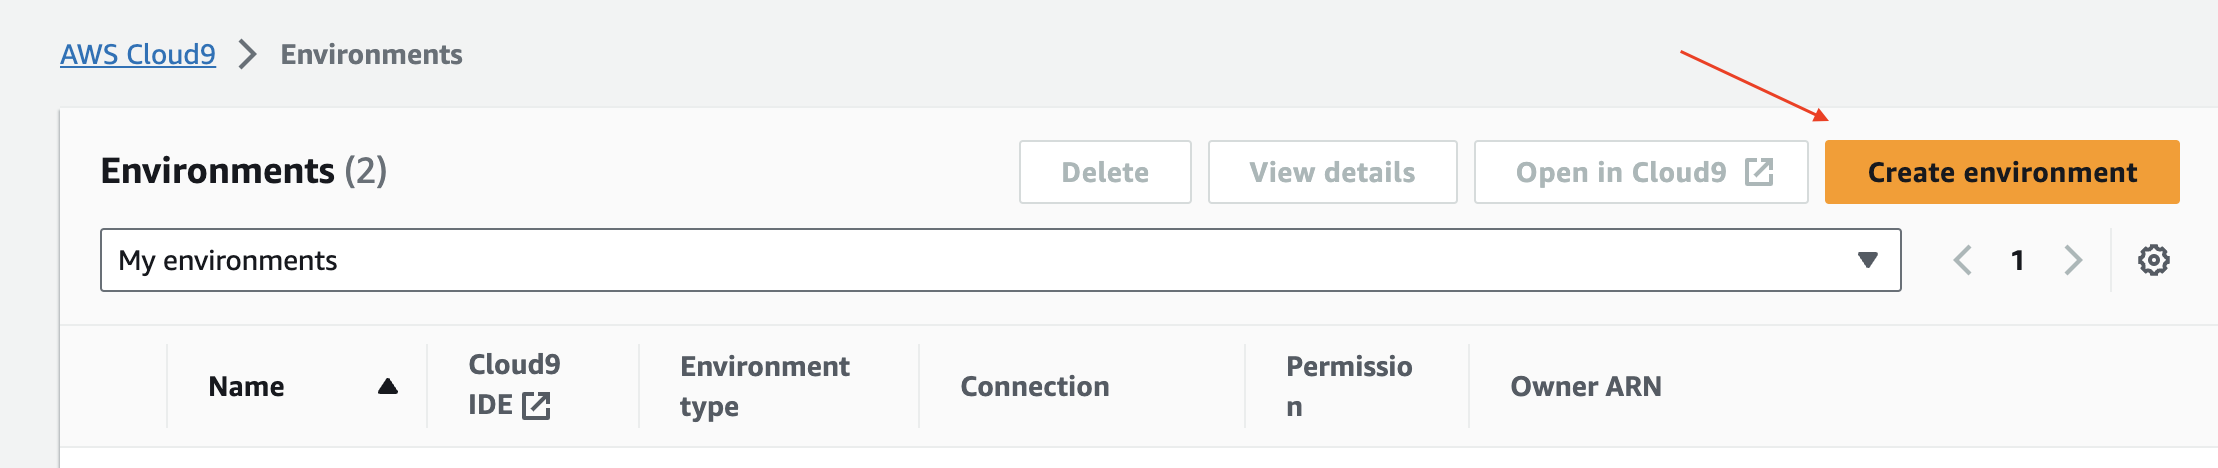 AWS Cloud9 Environments
Environments (2)
Delete
View details
Open in Cloud9
Create environment
My environments
1
Name
Cloud9
IDE
Environment
type
Connection
Permissio
n
Owner ARN